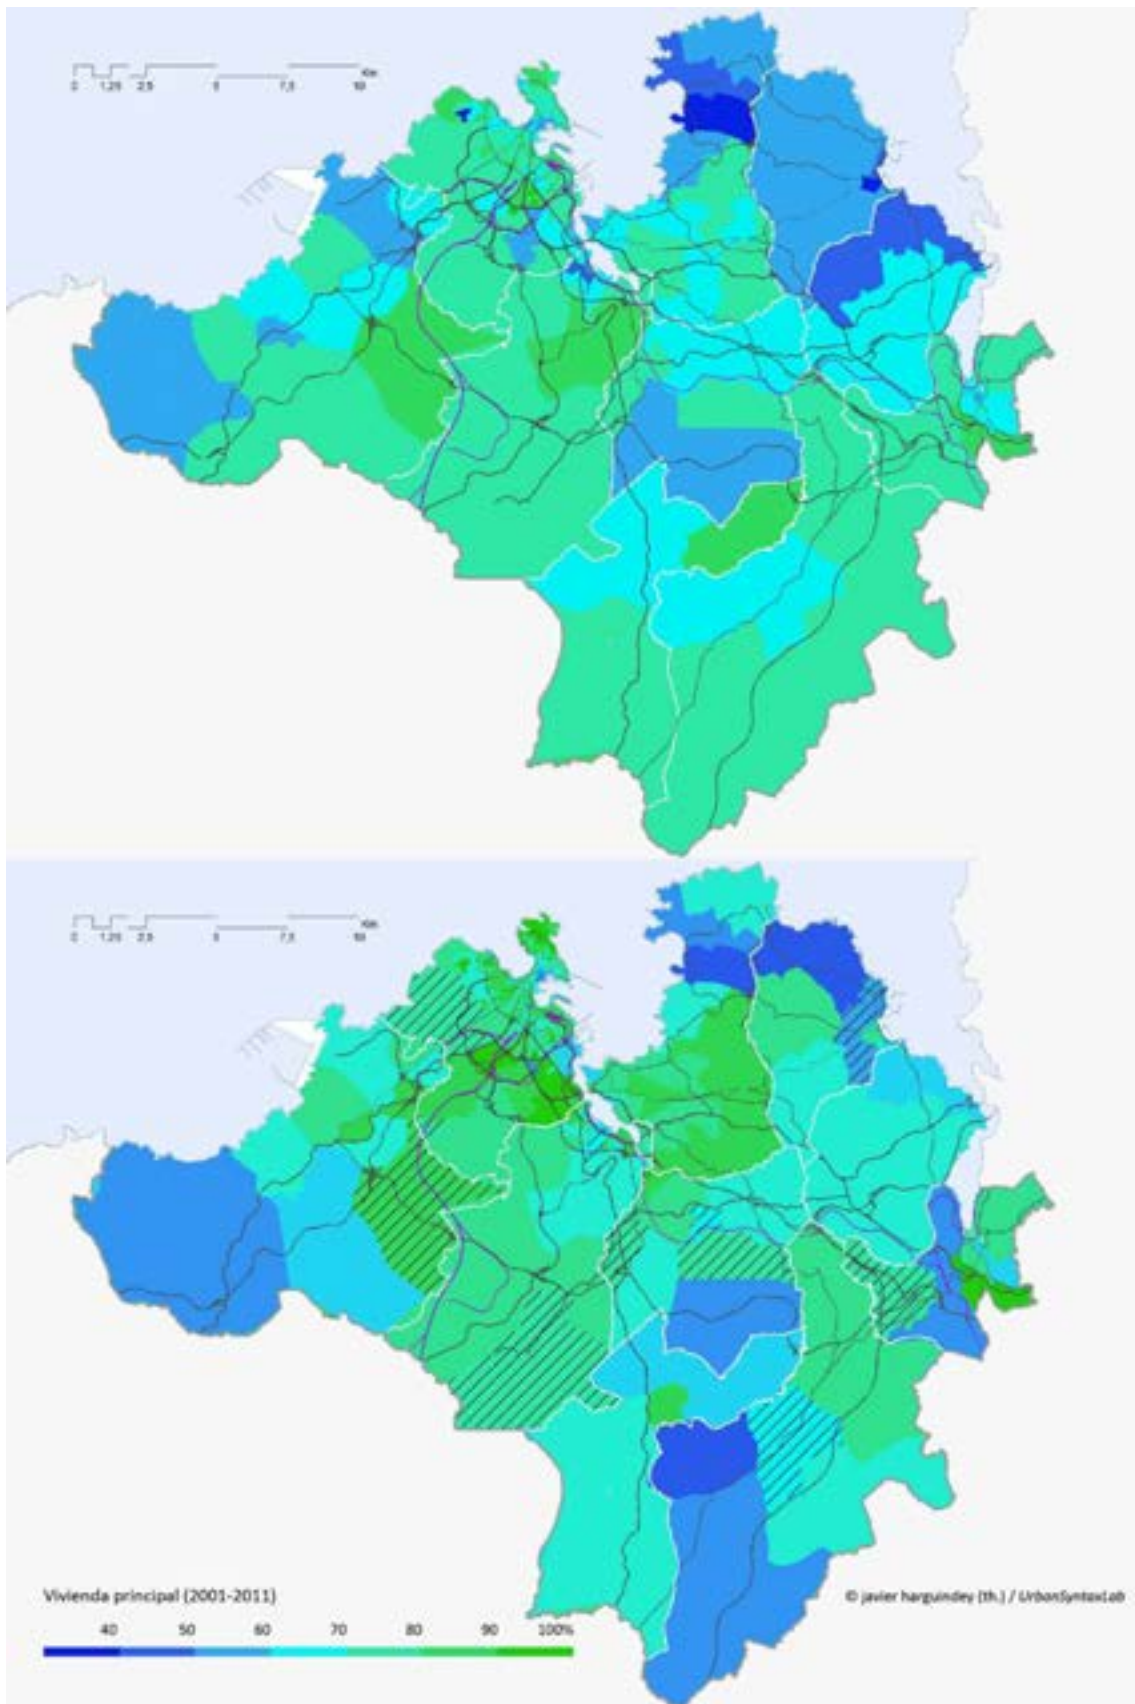 0 1,25 2,5 5 7,5 10 Km
0 1,25 2,5 5 7,5 10 Km
Vivienda principal (2001-2011)
© javier harguindey (th.) / UrbanSyntaxLab
40 50 60 70 80 90 100%